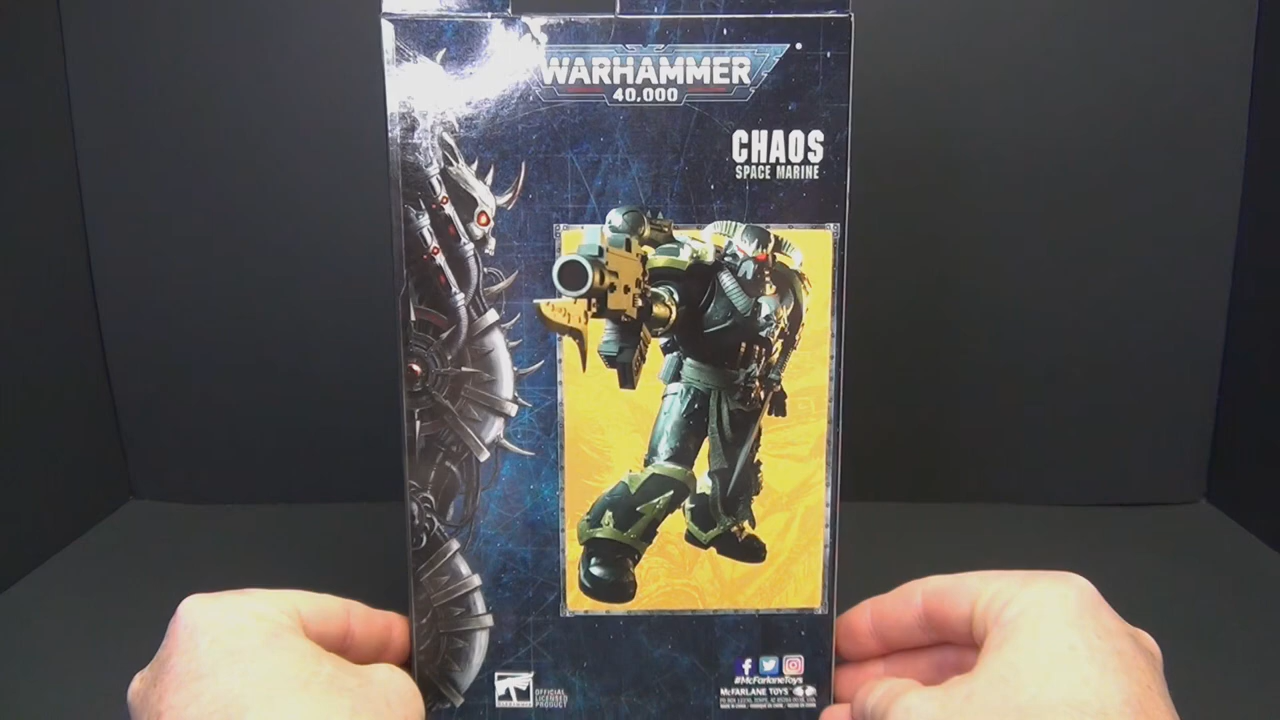 WARHAMMER
40,000
CHAOS
SPACE MARINE
#McFarlaneToys
McFARLANE TOYS
OFFICIAL
LICENSED
PRODUCT